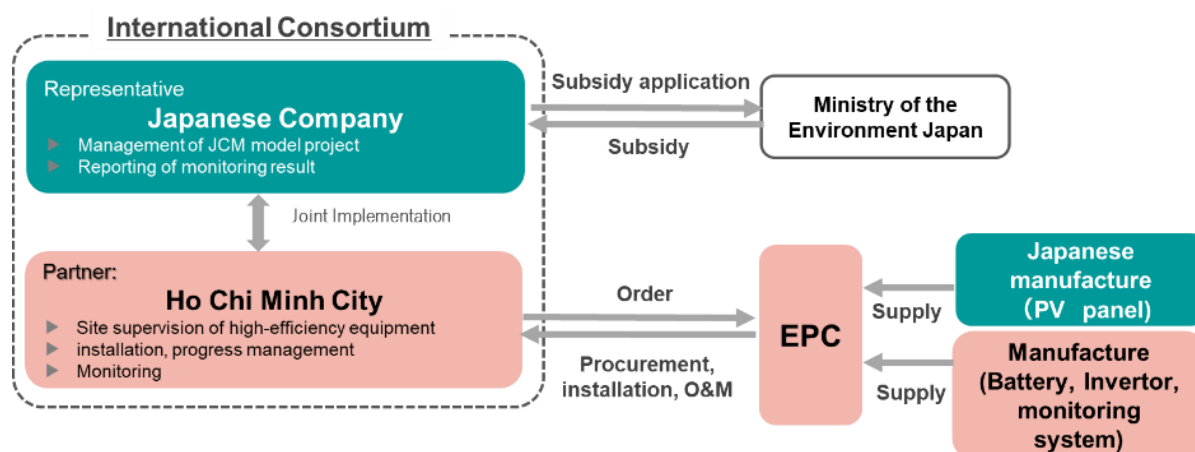 International Consortium
Representative
Japanese Company
Management of JCM model project
Reporting of monitoring result
Subsidy application
Subsidy
Ministry of the
Environment Japan
Joint Implementation
Partner:
Ho Chi Minh City
Site supervision of high-efficiency equipment
installation, progress management
Monitoring
Order
Procurement,
installation, O&M
EPC
Supply
Supply
Japanese
manufacture
(PV panel)
Manufacture
(Battery, Invertor,
monitoring
system)